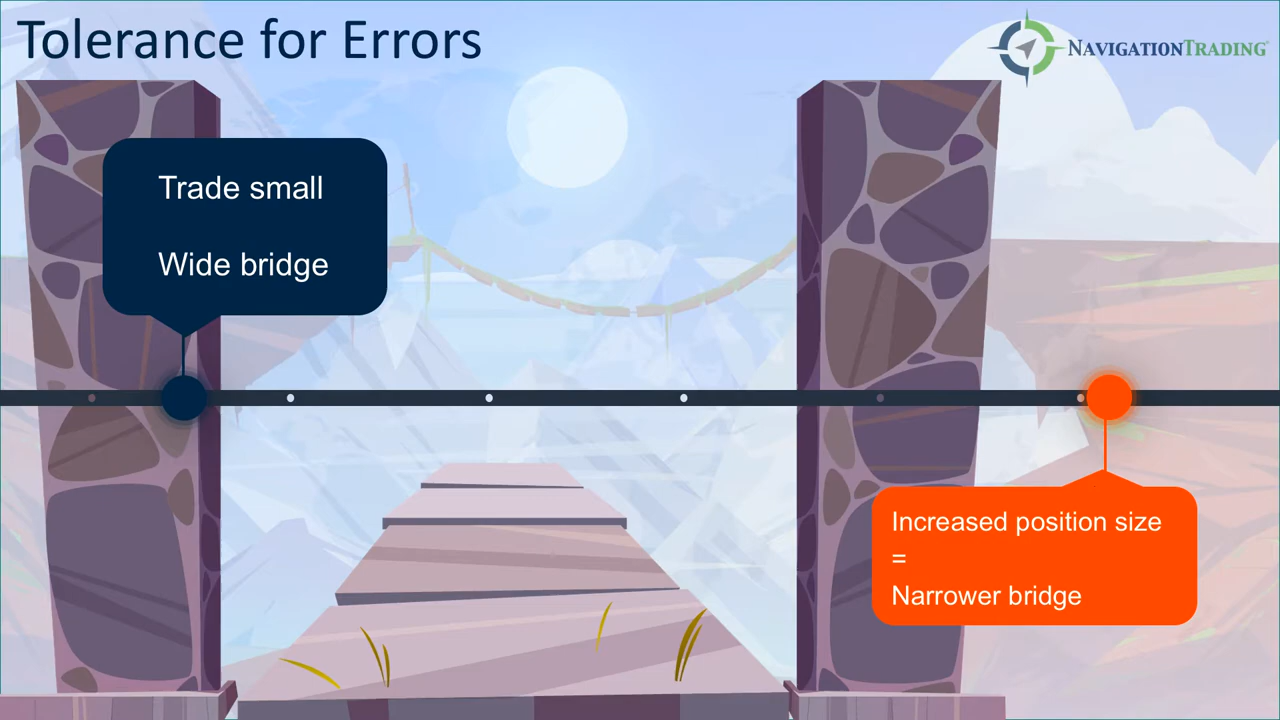 Tolerance for Errors
NAVIGATIONTRADING®
Trade small
Wide bridge
Increased position size
=
Narrower bridge